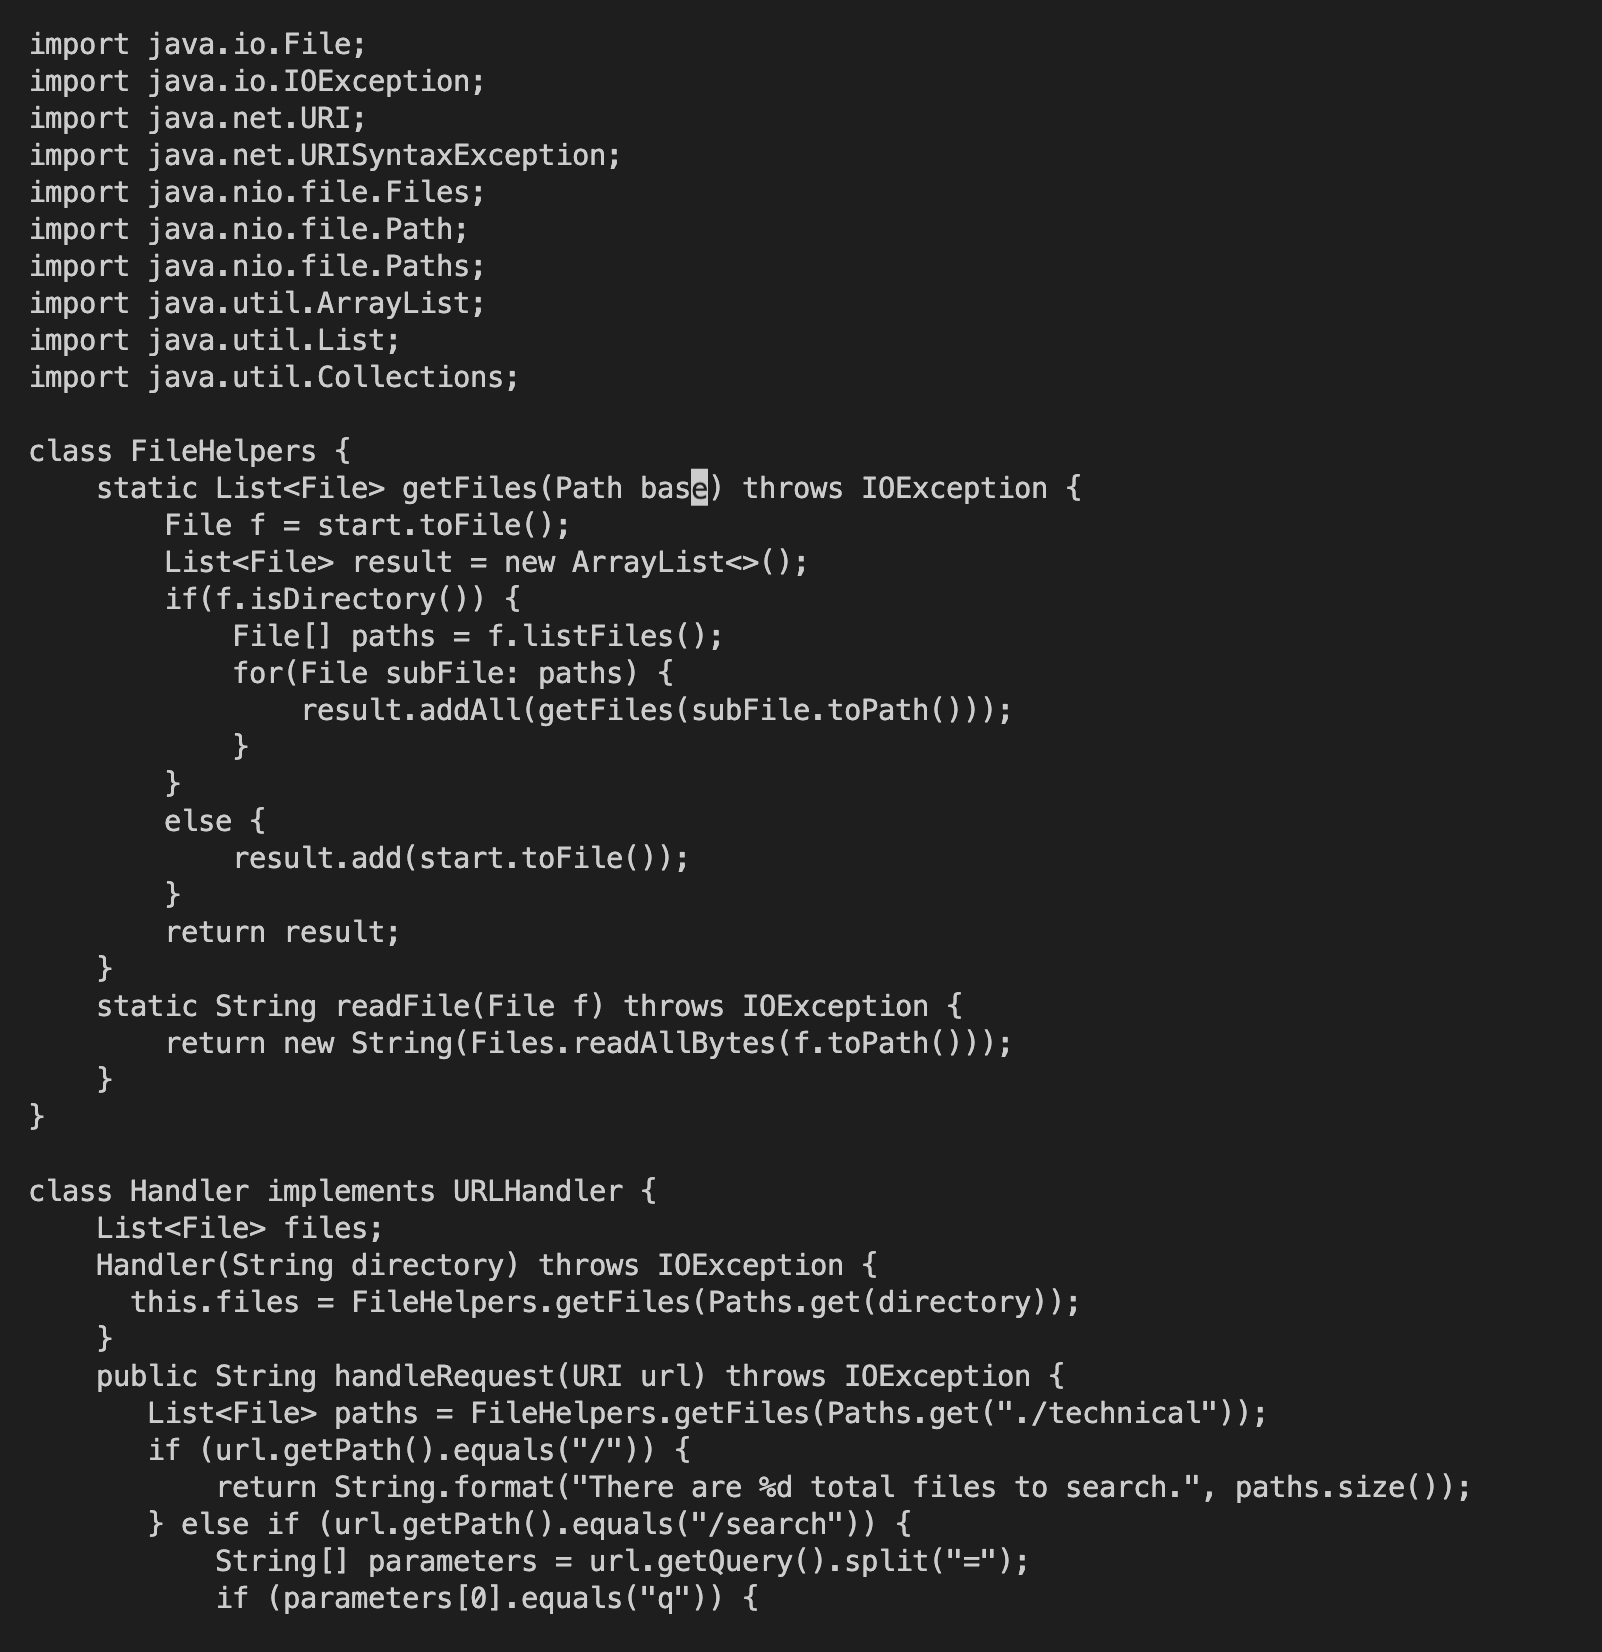 import java.io.File;
import java.io.IOException;
import java.net.URI;
import java.net.URISyntaxException;
import java.nio.file.Files;
import java.nio.file.Path;
import java.nio.file.Paths;
import java.util.ArrayList;
import java.util.List;
import java.util.Collections;

class FileHelpers {
    static List<File> getFiles(Path base) throws IOException {
        File f = start.toFile();
        List<File> result = new ArrayList<>();
        if(f.isDirectory()) {
            File[] paths = f.listFiles();
            for(File subFile: paths) {
                result.addAll(getFiles(subFile.toPath()));
            }
        }
        else {
            result.add(start.toFile());
        }
        return result;
    }
    static String readFile(File f) throws IOException {
        return new String(Files.readAllBytes(f.toPath()));
    }
}

class Handler implements URLHandler {
    List<File> files;
    Handler(String directory) throws IOException {
      this.files = FileHelpers.getFiles(Paths.get(directory));
    }
    public String handleRequest(URI url) throws IOException {
       List<File> paths = FileHelpers.getFiles(Paths.get("./technical"));
       if (url.getPath().equals("/")) {
           return String.format("There are %d total files to search.", paths.size());
       } else if (url.getPath().equals("/search")) {
           String[] parameters = url.getQuery().split("=");
           if (parameters[0].equals("q")) {